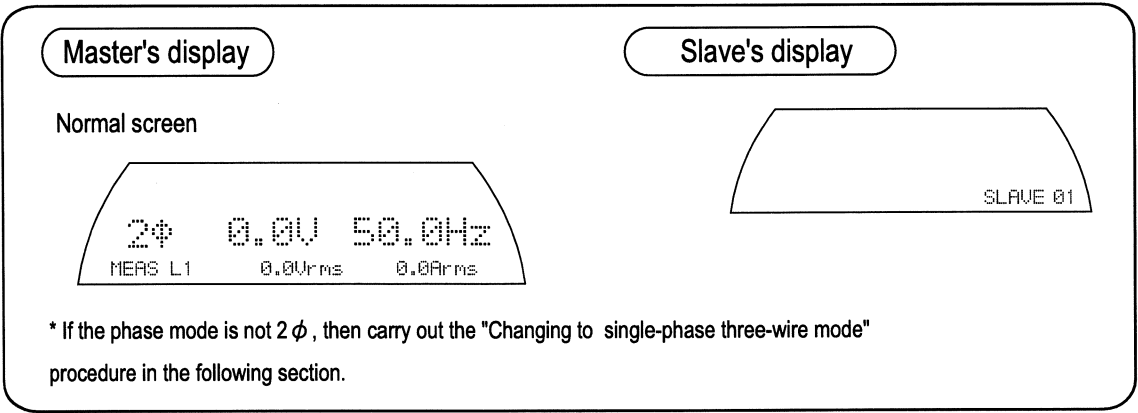 Master's display
Slave's display
Normal screen
SLAVE 01
2φ 0.0V 50.0Hz
MEAS L1 0.0Vrms 0.0Arms
* If the phase mode is not 2 φ , then carry out the "Changing to single-phase three-wire mode"
procedure in the following section.